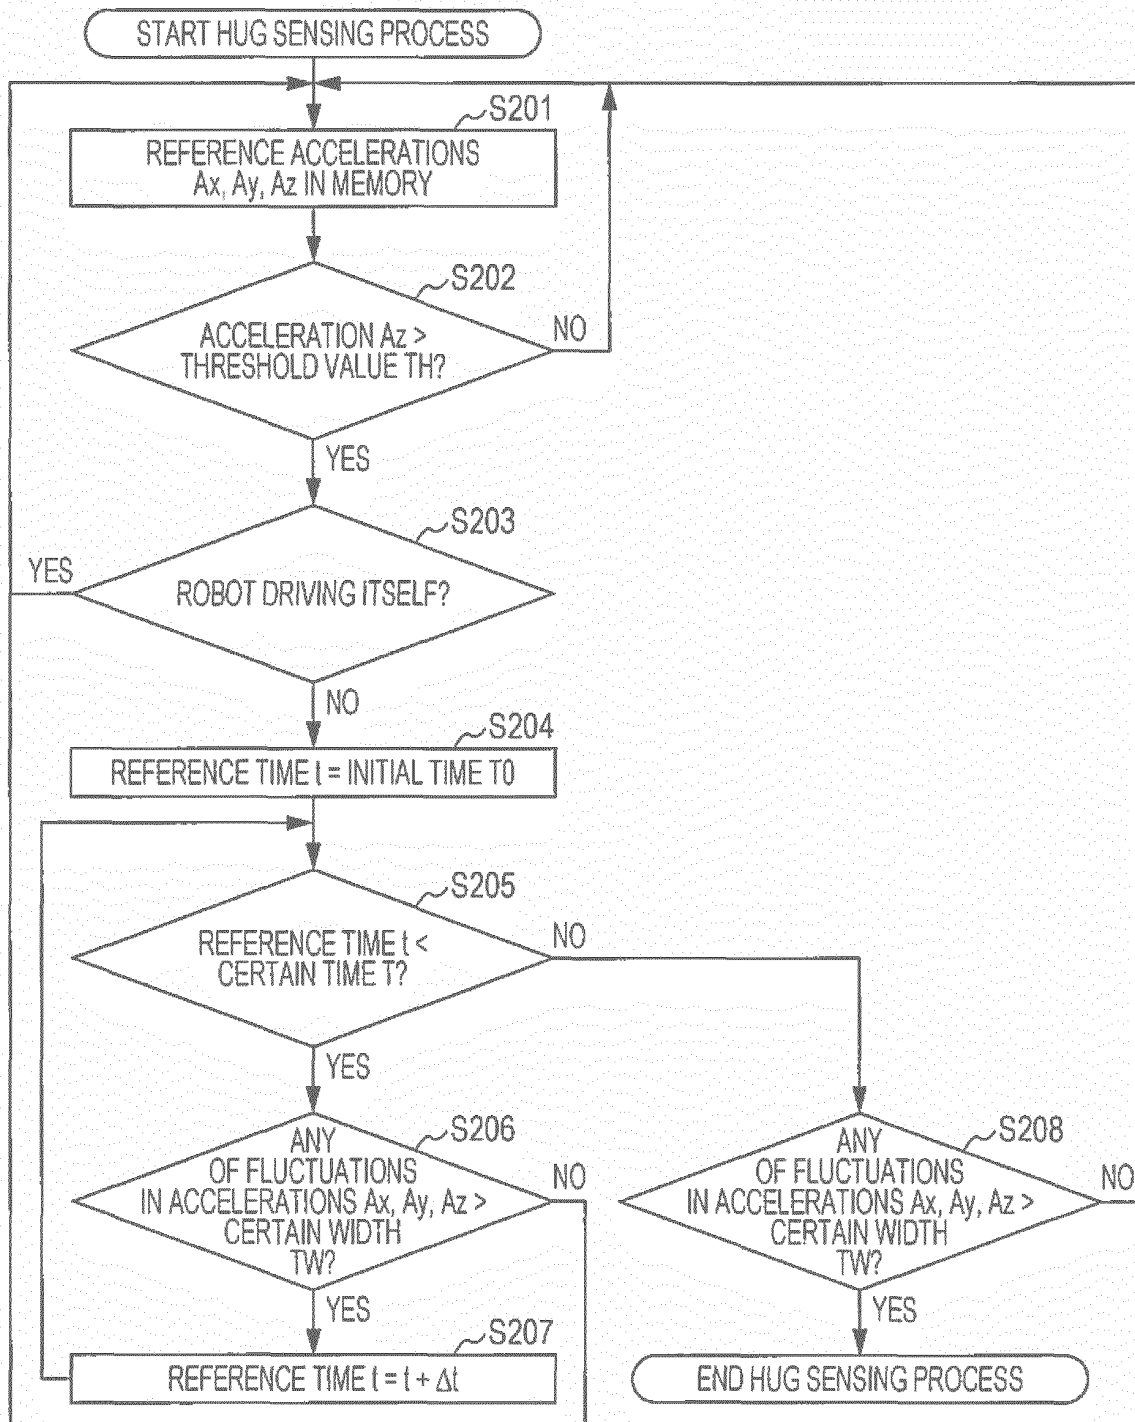 START HUG SENSING PROCESS
S201
REFERENCE ACCELERATIONS
Ax, Ay, Az IN MEMORY
S202
ACCELERATION Az >
THRESHOLD VALUE TH?
NO
YES
S203
YES
ROBOT DRIVING ITSELF?
NO
S204
REFERENCE TIME t = INITIAL TIME T0
S205
REFERENCE TIME t <
CERTAIN TIME T?
NO
YES
S206
ANY
OF FLUCTUATIONS
IN ACCELERATIONS Ax, Ay, Az >
CERTAIN WIDTH
TW?
NO
YES
S207
REFERENCE TIME t = t + Δt
S208
ANY
OF FLUCTUATIONS
IN ACCELERATIONS Ax, Ay, Az >
CERTAIN WIDTH
TW?
NO
YES
END HUG SENSING PROCESS